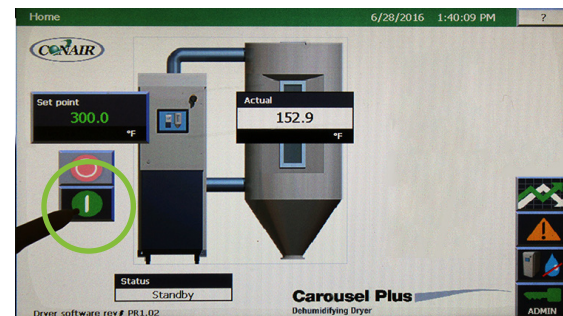 Home 6/28/2016 1:40:09 PM ?
CONAIR
Set point
300.0
°F
Actual
152.9
°F
Status
Standby
Carousel Plus
Dehumidifying Dryer
Dryer software rev# PR1.02
ADMIN